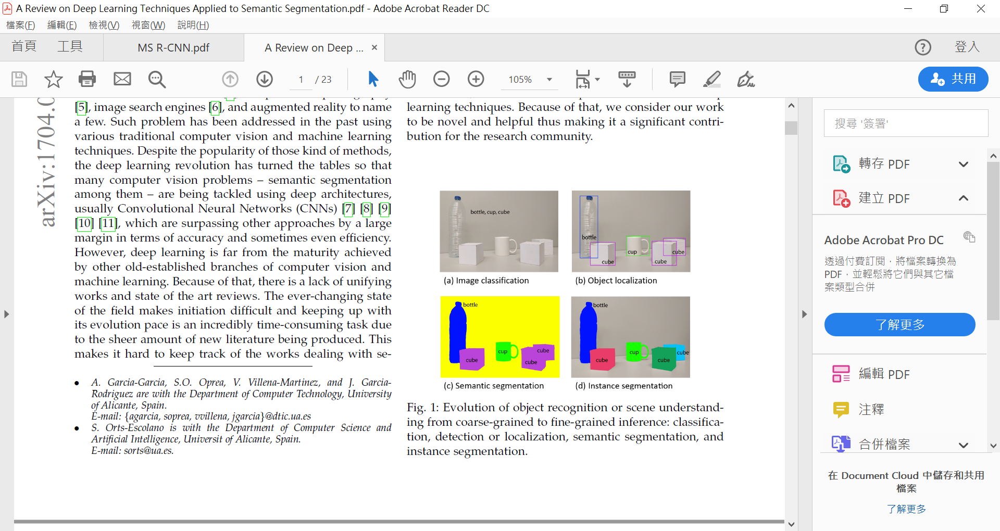 A Review on Deep Learning Techniques Applied to Semantic Segmentation.pdf - Adobe Acrobat Reader DC
檔案(F) 編輯(E) 檢視(V) 視窗(W) 說明(H)
首頁 工具 MS R-CNN.pdf A Review on Deep ... × 登入
1 / 23 105% 共用
arXiv:1704.0
[5], image search engines [6], and augmented reality to name
a few. Such problem has been addressed in the past using
various traditional computer vision and machine learning
techniques. Despite the popularity of those kind of methods,
the deep learning revolution has turned the tables so that
many computer vision problems – semantic segmentation
among them – are being tackled using deep architectures,
usually Convolutional Neural Networks (CNNs) [7] [8] [9]
[10] [11], which are surpassing other approaches by a large
margin in terms of accuracy and sometimes even efficiency.
However, deep learning is far from the maturity achieved
by other old-established branches of computer vision and
machine learning. Because of that, there is a lack of unifying
works and state of the art reviews. The ever-changing state
of the field makes initiation difficult and keeping up with
its evolution pace is an incredibly time-consuming task due
to the sheer amount of new literature being produced. This
makes it hard to keep track of the works dealing with se-
• A. Garcia-Garcia, S.O. Oprea, V. Villena-Martinez, and J. Garcia-
Rodriguez are with the Department of Computer Technology, University
of Alicante, Spain.
E-mail: {agarcia, soprea, vvillena, jgarcia}@dtic.ua.es
• S. Orts-Escolano is with the Department of Computer Science and
Artificial Intelligence, Universit of Alicante, Spain.
E-mail: sorts@ua.es.
learning techniques. Because of that, we consider our work
to be novel and helpful thus making it a significant contri-
bution for the research community.
bottle, cup, cube
(a) Image classification
bottle
cup
cube
cube
cube
(b) Object localization
bottle
cube
cup
cube
cube
(c) Semantic segmentation
bottle
cube
cup
cube
cube
(d) Instance segmentation
Fig. 1: Evolution of object recognition or scene understand-
ing from coarse-grained to fine-grained inference: classifica-
tion, detection or localization, semantic segmentation, and
instance segmentation.
搜尋 '簽署'
轉存 PDF
建立 PDF
Adobe Acrobat Pro DC
透過付費訂閱，將檔案轉換為
PDF，並輕鬆將它們與其它檔
案類型合併
了解更多
編輯 PDF
注釋
合併檔案
在 Document Cloud 中儲存和共用
檔案
了解更多